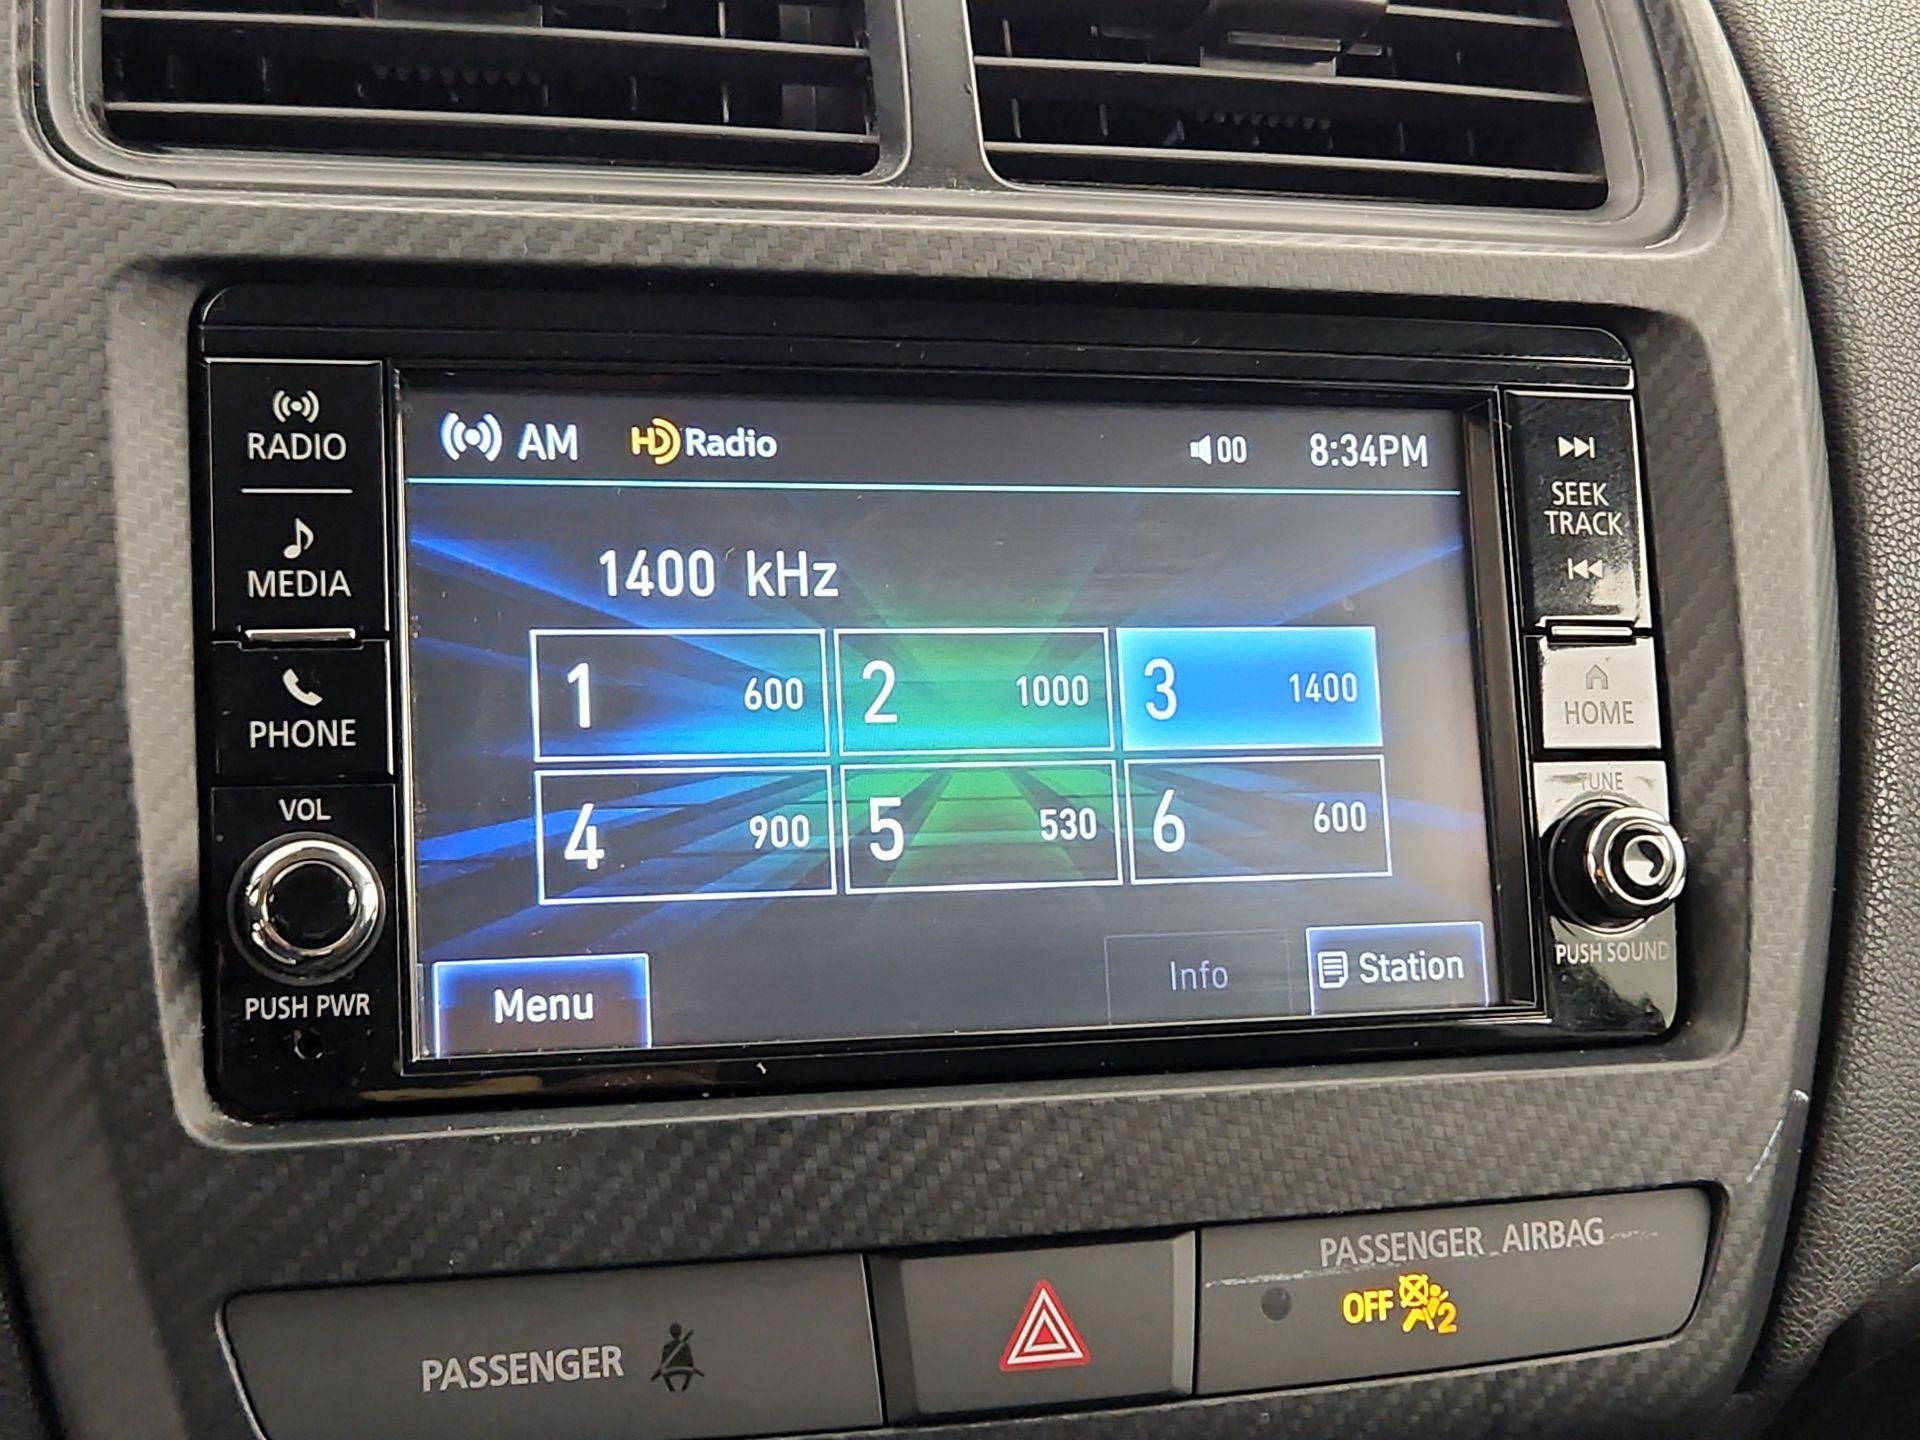 RADIO
MEDIA
PHONE
VOL
PUSH PWR
AM HD Radio 00 8:34PM
1400 kHz
1 600 2 1000 3 1400
4 900 5 530 6 600
Menu Info Station
SEEK
TRACK
HOME
TUNE
PUSH SOUND
PASSENGER
PASSENGER AIRBAG
OFF 2